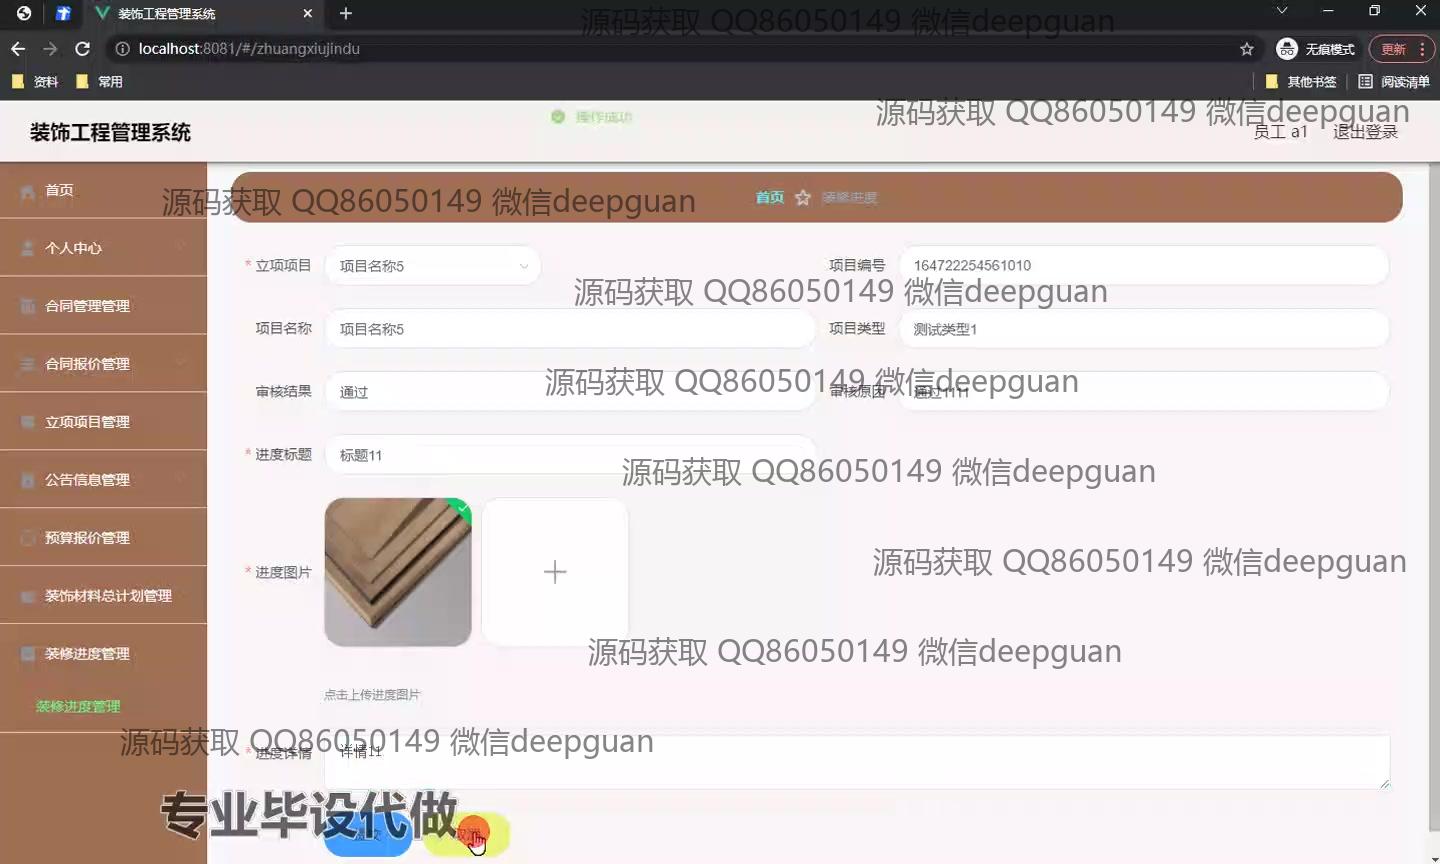 装饰工程管理系统
源码获取 QQ86050149 微信deepguan
localhost:8081/#/zhuangxiujindu
无痕模式
更新
资料
常用
其他书签
阅读清单
装饰工程管理系统
操作成功
源码获取 QQ86050149 微信deepguan
员工 a1
退出登录
首页
源码获取 QQ86050149 微信deepguan
首页
装修进度
个人中心
* 立项项目
项目名称5
项目编号
164722254561010
源码获取 QQ86050149 微信deepguan
合同管理管理
项目名称
项目名称5
项目类型
测试类型1
合同报价管理
源码获取 QQ86050149 微信deepguan
审核结果
通过
审核原因
通过1111
立项项目管理
* 进度标题
标题11
源码获取 QQ86050149 微信deepguan
公告信息管理
预算报价管理
源码获取 QQ86050149 微信deepguan
* 进度图片
装饰材料总计划管理
装修进度管理
源码获取 QQ86050149 微信deepguan
点击上传进度图片
装修进度管理
源码获取 QQ86050149 微信deepguan
* 进度详情
详情11
专业毕设代做